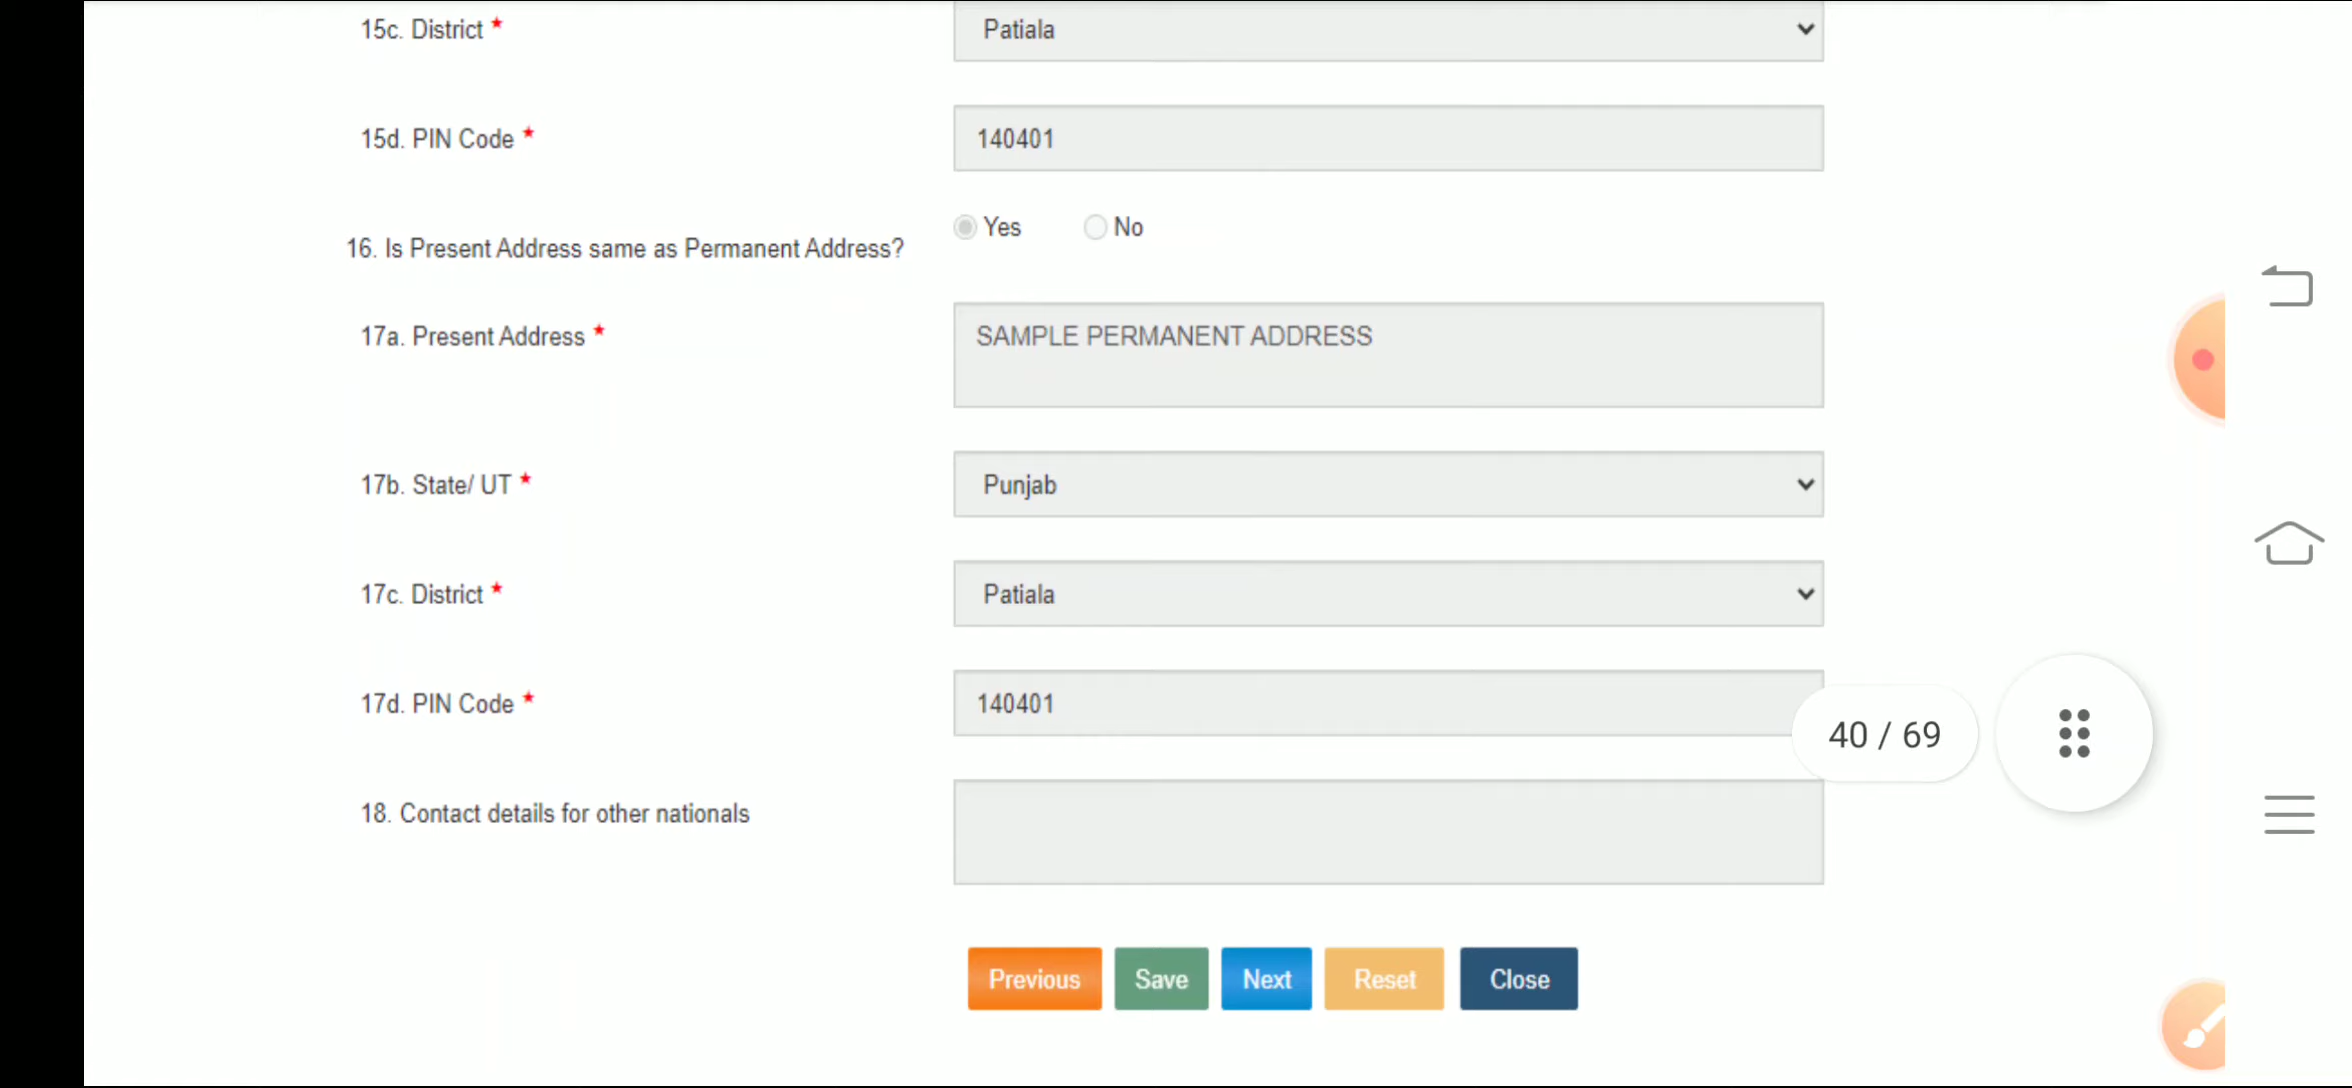 15c. District *
Patiala
15d. PIN Code *
140401
Yes No
16. Is Present Address same as Permanent Address?
17a. Present Address *
SAMPLE PERMANENT ADDRESS
17b. State/ UT *
Punjab
17c. District *
Patiala
17d. PIN Code *
140401
40 / 69
18. Contact details for other nationals
Previous Save Next Reset Close